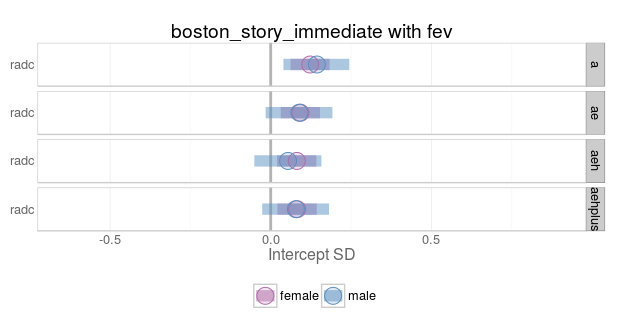 boston_story_immediate with fev
radc
a
radc
ae
radc
aeh
radc
aehplus
-0.5 0.0 0.5
Intercept SD
female male